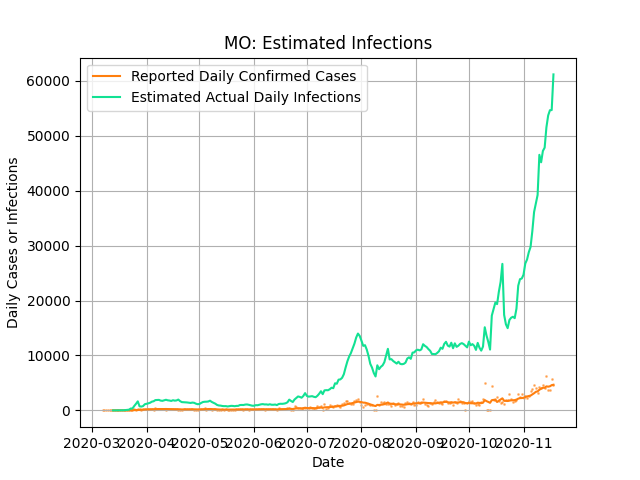 MO: Estimated Infections
Reported Daily Confirmed Cases
Estimated Actual Daily Infections
60000
50000
40000
30000
20000
10000
0
Daily Cases or Infections
2020-03 2020-04 2020-05 2020-06 2020-07 2020-08 2020-09 2020-10 2020-11
Date